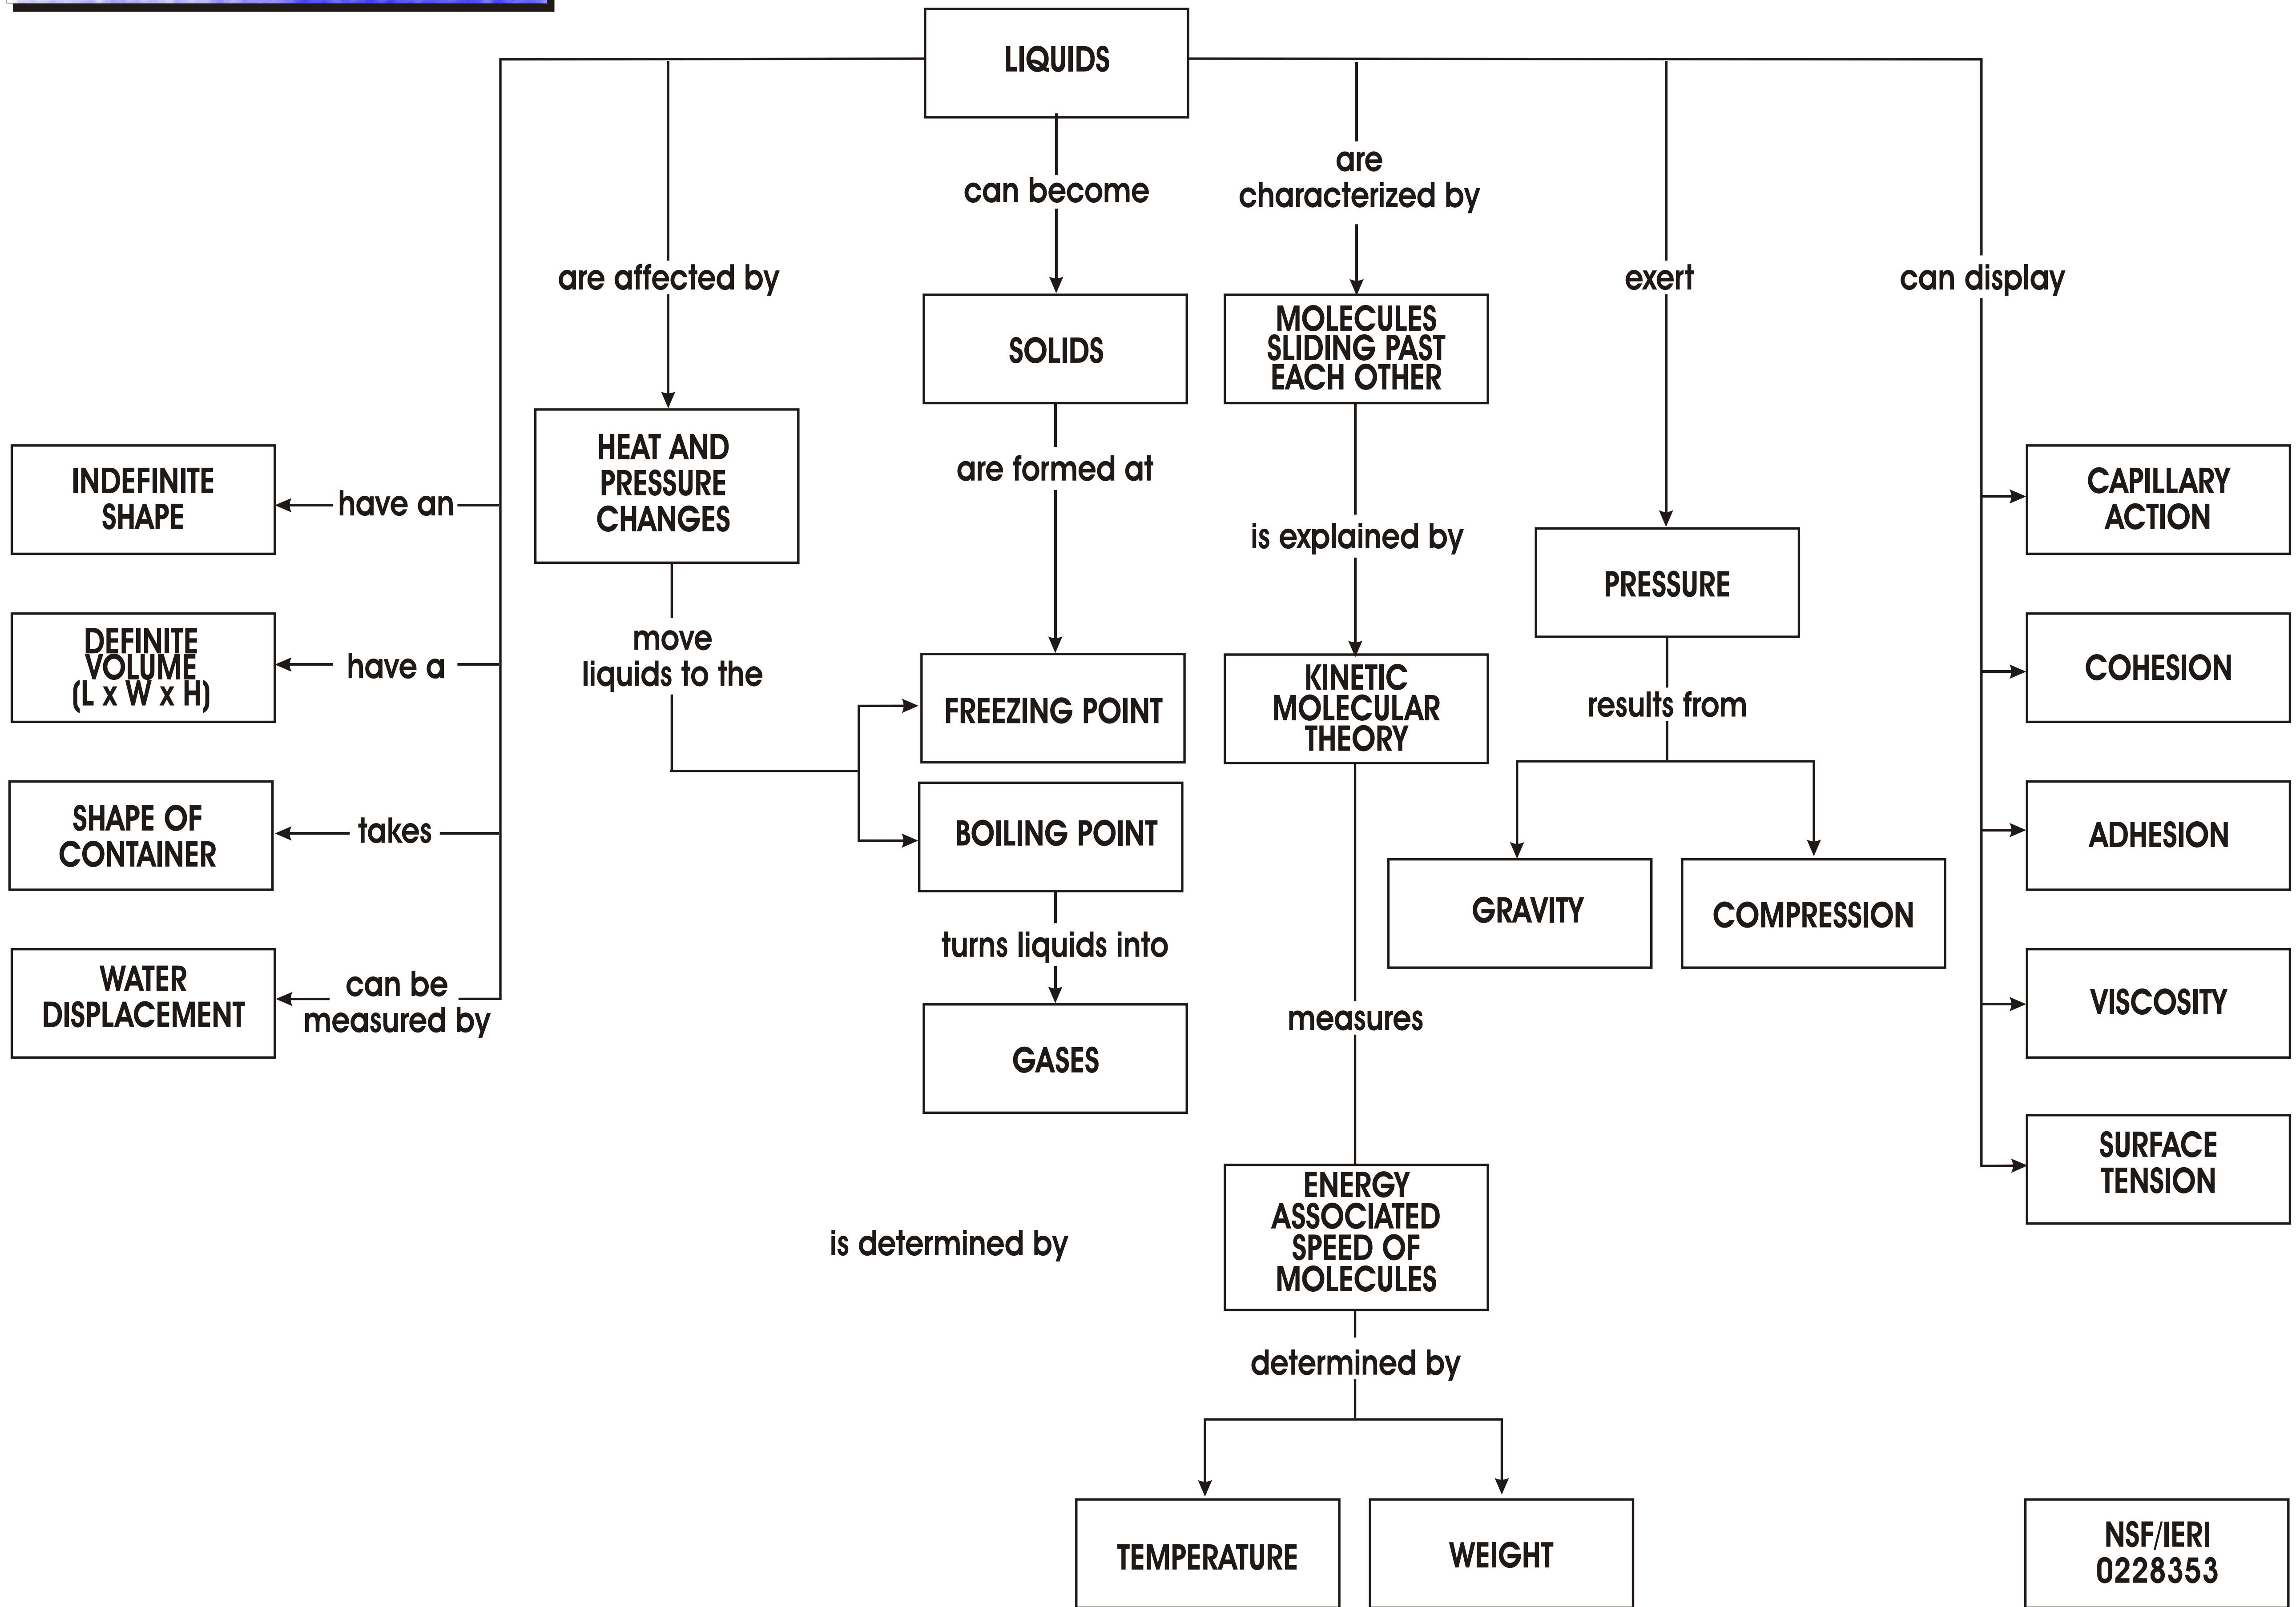 LIQUIDS
can become
are
characterized by
are affected by
exert
can display
SOLIDS
MOLECULES
SLIDING PAST
EACH OTHER
HEAT AND
PRESSURE
CHANGES
are formed at
INDEFINITE
SHAPE
have an
CAPILLARY
ACTION
is explained by
PRESSURE
DEFINITE
VOLUME
(L x W x H)
have a
move
liquids to the
FREEZING POINT
KINETIC
MOLECULAR
THEORY
results from
COHESION
SHAPE OF
CONTAINER
takes
BOILING POINT
ADHESION
GRAVITY
COMPRESSION
turns liquids into
WATER
DISPLACEMENT
can be
measured by
GASES
measures
VISCOSITY
SURFACE
TENSION
is determined by
ENERGY
ASSOCIATED
SPEED OF
MOLECULES
determined by
TEMPERATURE
WEIGHT
NSF/IERI
0228353